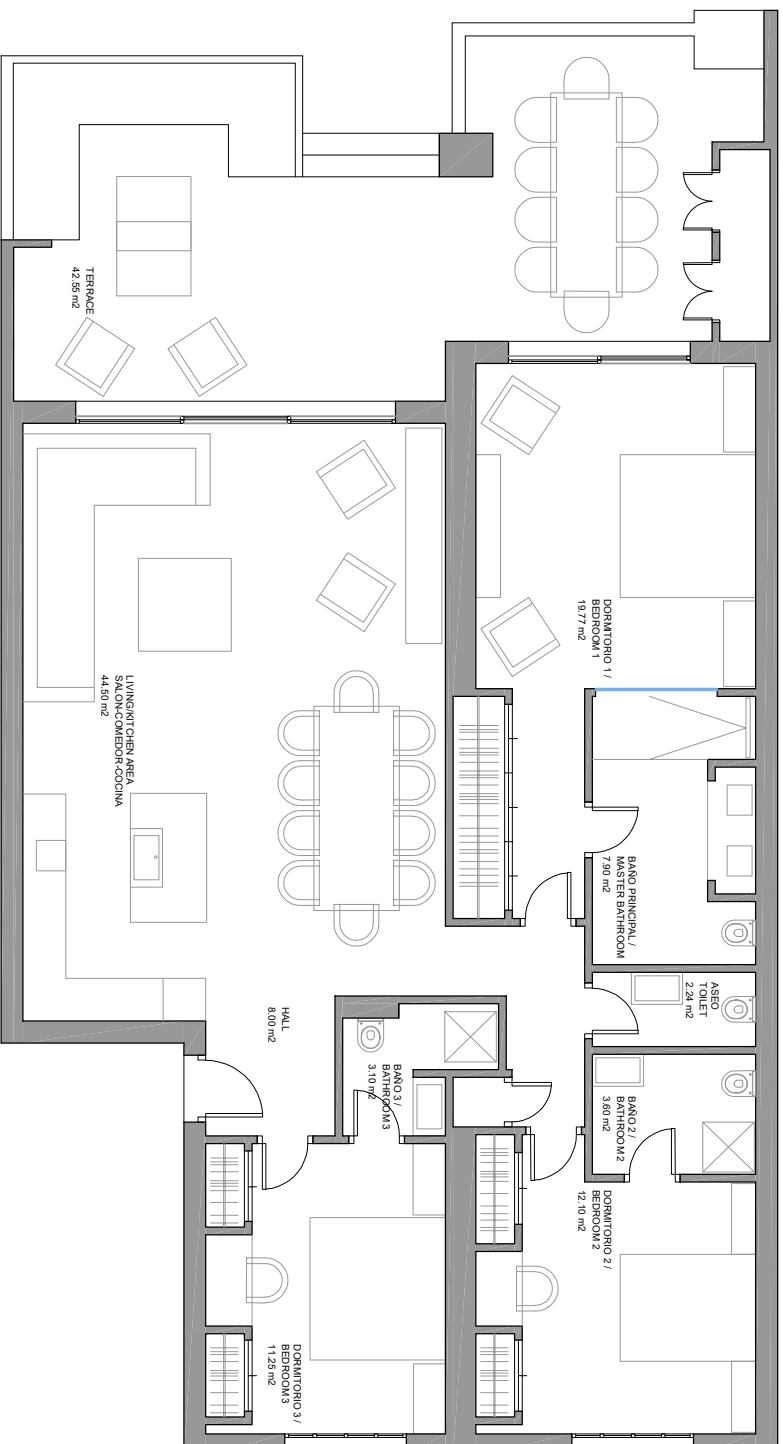 TERRACE
42.55 m2
DORMITORIO 1 /
BEDROOM 1
19.77 m2
LIVING/KITCHEN AREA
SALON-COMEDOR-COCINA
44.50 m2
BAÑO PRINCIPAL /
MASTER BATHROOM
7.90 m2
ASEO
TOILET
2.24 m2
HALL
8.00 m2
BAÑO 3 /
BATHROOM 3
3.10 m2
BAÑO 2 /
BATHROOM 2
3.60 m2
DORMITORIO 2 /
BEDROOM 2
12.10 m2
DORMITORIO 3 /
BEDROOM 3
11.25 m2